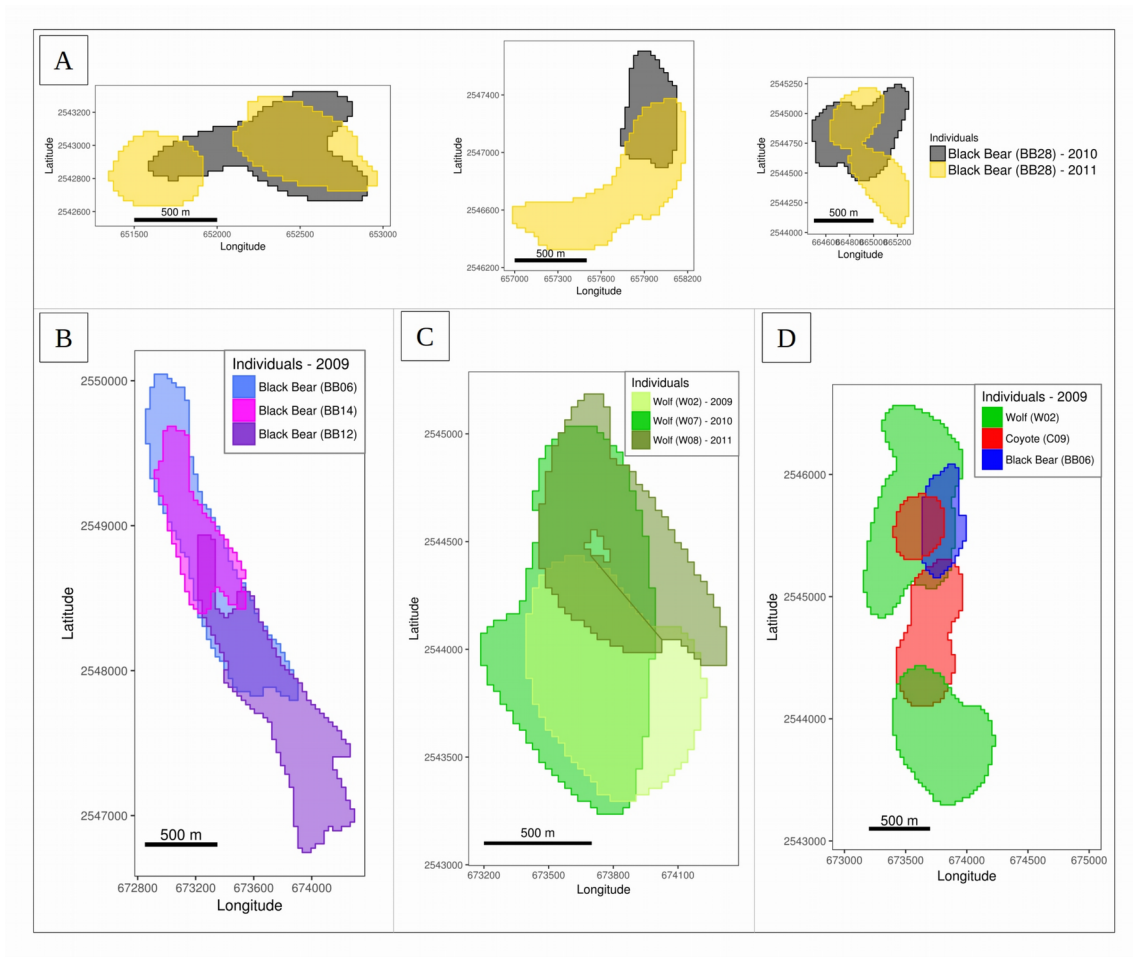 A
Latitude
2543200
2543000
2542800
2542600
500 m
651500 652000 652500 653000
Longitude
Latitude
2547400
2547000
2546600
2546200
500 m
657000 657300 657600 657900 658200
Longitude
Latitude
2545250
2545000
2544750
2544500
2544250
2544000
500 m
664600 664800 665000 665200
Longitude
Individuals
Black Bear (BB28) - 2010
Black Bear (BB28) - 2011
B
Individuals - 2009
Black Bear (BB06)
Black Bear (BB14)
Black Bear (BB12)
Latitude
2550000
2549000
2548000
2547000
500 m
672800 673200 673600 674000
Longitude
C
Individuals
Wolf (W02) - 2009
Wolf (W07) - 2010
Wolf (W08) - 2011
Latitude
2545000
2544500
2544000
2543500
2543000
500 m
673200 673500 673800 674100
Longitude
D
Individuals - 2009
Wolf (W02)
Coyote (C09)
Black Bear (BB06)
Latitude
2546000
2545000
2544000
2543000
500 m
673000 673500 674000 674500 675000
Longitude